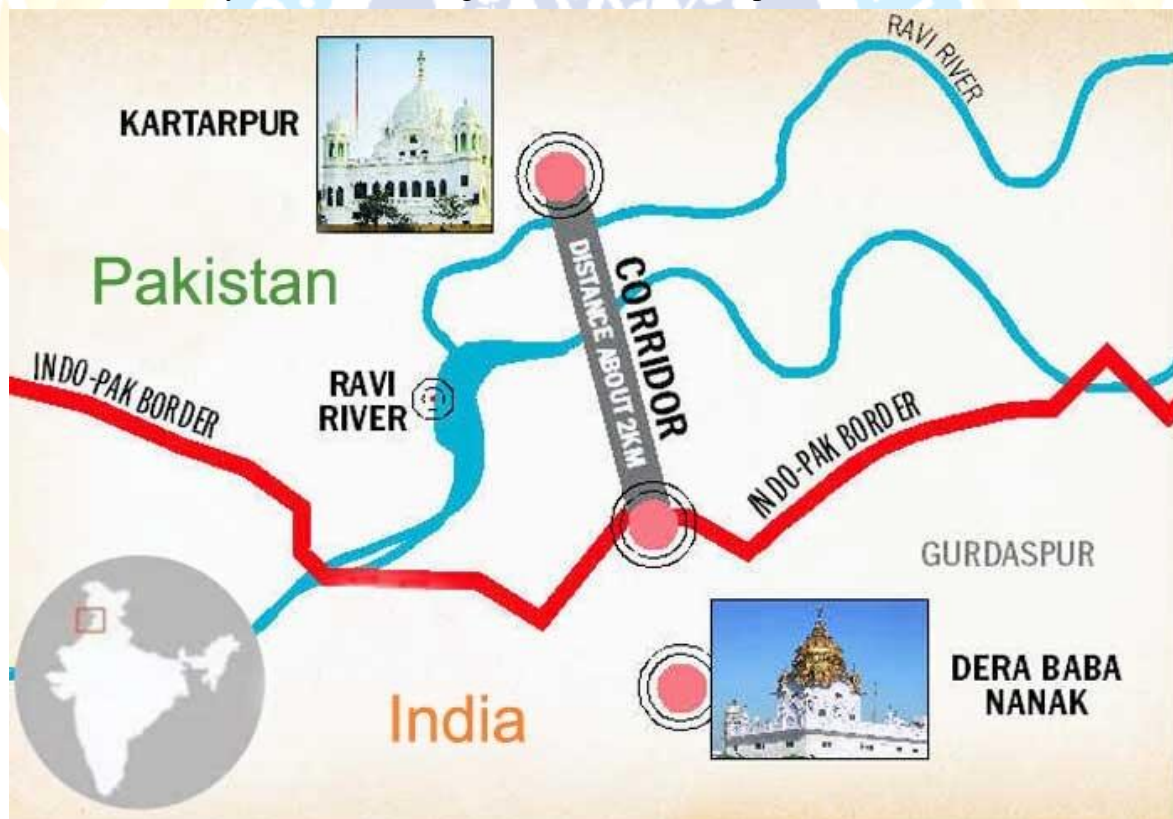 RAVI RIVER
KARTARPUR
Pakistan
DISTANCE ABOUT 2KM
CORRIDOR
INDO-PAK BORDER
RAVI
RIVER
INDO-PAK BORDER
GURDASPUR
DERA BABA
NANAK
India